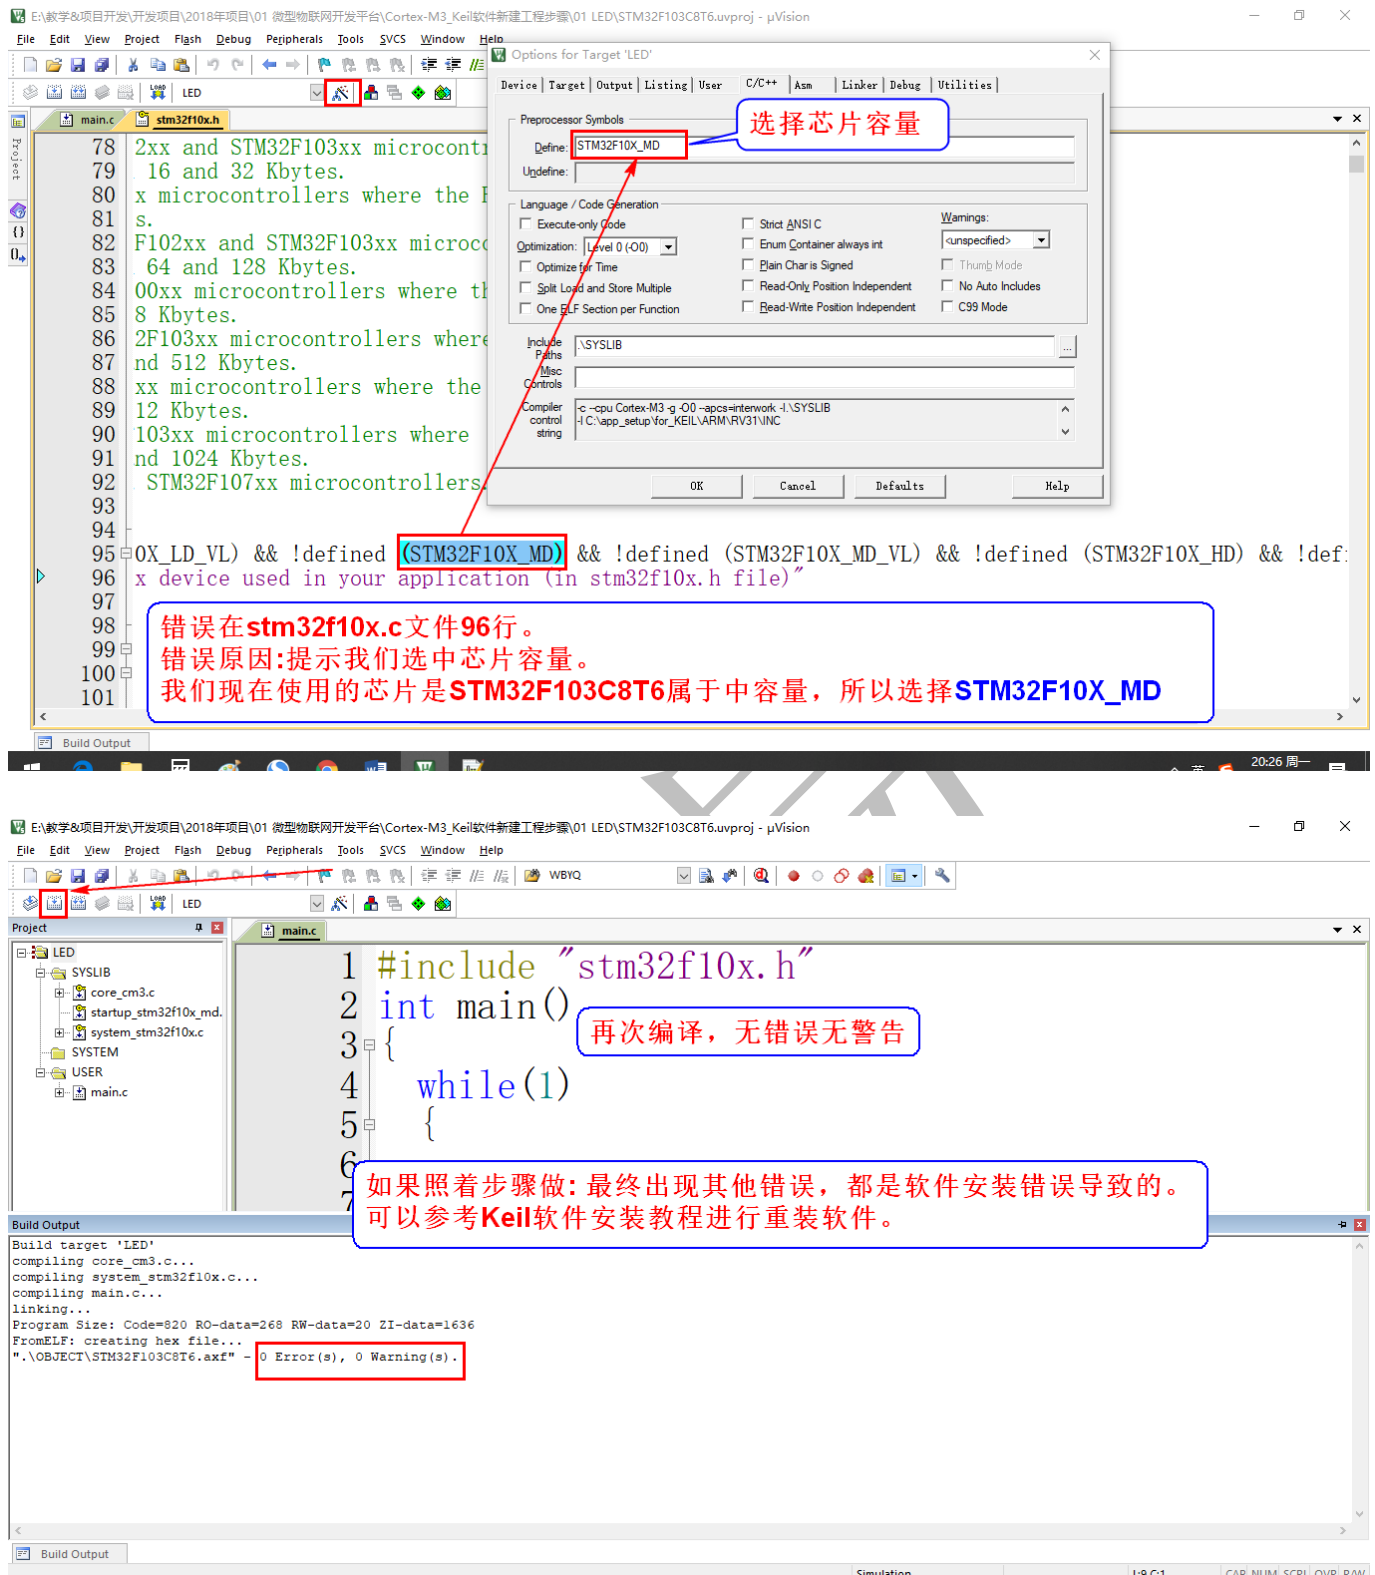 E:\教学&项目开发\开发项目\2018年项目\01 微型物联网开发平台\Cortex-M3_Keil软件新建工程步骤\01 LED\STM32F103C8T6.uvproj - µVision
File Edit View Project Flash Debug Peripherals Tools SVCS Window Help
Options for Target 'LED'
LED
Device Target Output Listing User C/C++ Asm Linker Debug Utilities
main.c stm32f10x.h
Project
Preprocessor Symbols
选择芯片容量
Define: STM32F10X_MD
Undefine:
Language / Code Generation
Execute-only Code
Strict ANSI C
Warnings:
Optimization: Level 0 (-O0)
Enum Container always int
<unspecified>
Optimize for Time
Plain Char is Signed
Thumb Mode
Split Load and Store Multiple
Read-Only Position Independent
No Auto Includes
One ELF Section per Function
Read-Write Position Independent
C99 Mode
Include Paths .\SYSLIB
...
Misc Controls
Compiler control string
-c --cpu Cortex-M3 -g -O0 --apcs=interwork -I.\SYSLIB
-I C:\app_setup\for_KEIL\ARM\RV31\INC
OK Cancel Defaults Help
78 2xx and STM32F103xx microcontr
79 16 and 32 Kbytes.
80 x microcontrollers where the F
81 s.
82 F102xx and STM32F103xx microco
83 64 and 128 Kbytes.
84 00xx microcontrollers where th
85 8 Kbytes.
86 2F103xx microcontrollers where
87 nd 512 Kbytes.
88 xx microcontrollers where the
89 12 Kbytes.
90 103xx microcontrollers where
91 nd 1024 Kbytes.
92 STM32F107xx microcontrollers.
93
94
95 0X_LD_VL) && !defined (STM32F10X_MD) && !defined (STM32F10X_MD_VL) && !defined (STM32F10X_HD) && !def
96 x device used in your application (in stm32f10x.h file)"
97
98
99
100
101
错误在stm32f10x.c文件96行。
错误原因:提示我们选中芯片容量。
我们现在使用的芯片是STM32F103C8T6属于中容量，所以选择STM32F10X_MD
Build Output
英
20:26 周一
E:\教学&项目开发\开发项目\2018年项目\01 微型物联网开发平台\Cortex-M3_Keil软件新建工程步骤\01 LED\STM32F103C8T6.uvproj - µVision
File Edit View Project Flash Debug Peripherals Tools SVCS Window Help
WBYQ
LED
Project
main.c
LED
SYSLIB
core_cm3.c
startup_stm32f10x_md.
system_stm32f10x.c
SYSTEM
USER
main.c
1 #include "stm32f10x.h"
2 int main()
3 {
4 while(1)
5 {
6
7
再次编译，无错误无警告
如果照着步骤做:最终出现其他错误，都是软件安装错误导致的。
可以参考Keil软件安装教程进行重装软件。
Build Output
Build target 'LED'
compiling core_cm3.c...
compiling system_stm32f10x.c...
compiling main.c...
linking...
Program Size: Code=820 RO-data=268 RW-data=20 ZI-data=1636
FromELF: creating hex file...
".\OBJECT\STM32F103C8T6.axf" - 0 Error(s), 0 Warning(s).
Build Output
Simulation
L:9 C:1
CAP NUM SCRL OVR R/W